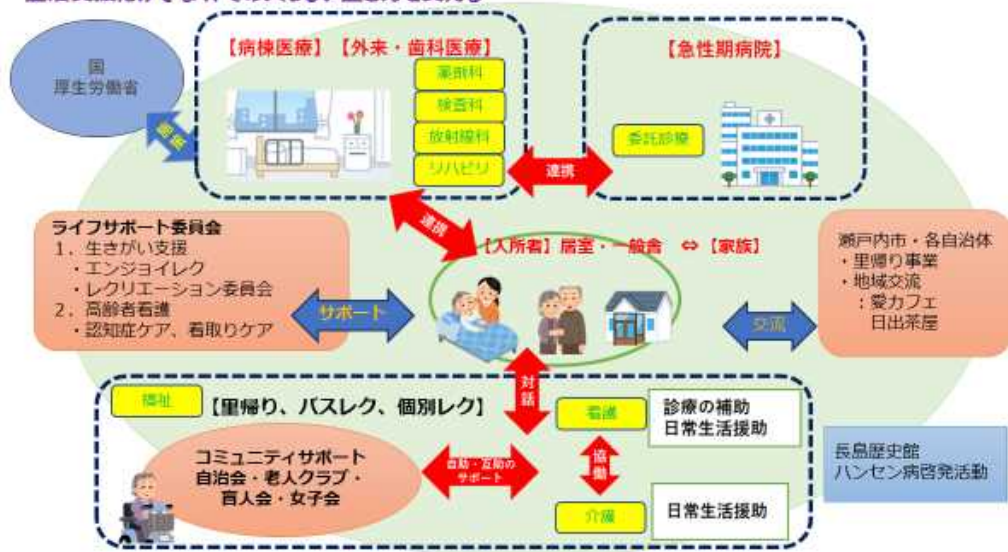 国
厚生労働省
【病棟医療】【外来・歯科医療】
薬剤科
検査科
放射線科
リハビリ
【急性期病院】
委託診療
連携
連携
ライフサポート委員会
1．生きがい支援
・エンジョイレク
・レクリエーション委員会
2．高齢者看護
・認知症ケア、看取りケア
サポート
【入所者】居室・一般舎 ⇔【家族】
交流
瀬戸内市・各自治体
・里帰り事業
・地域交流
：愛カフェ
日出茶屋
対話
福祉
【里帰り、バスレク、個別レク】
看護
診療の補助
日常生活援助
コミュニティサポート
自治会・老人クラブ・
盲人会・女子会
自助・互助の
サポート
協働
介護
日常生活援助
長島歴史館
ハンセン病啓発活動